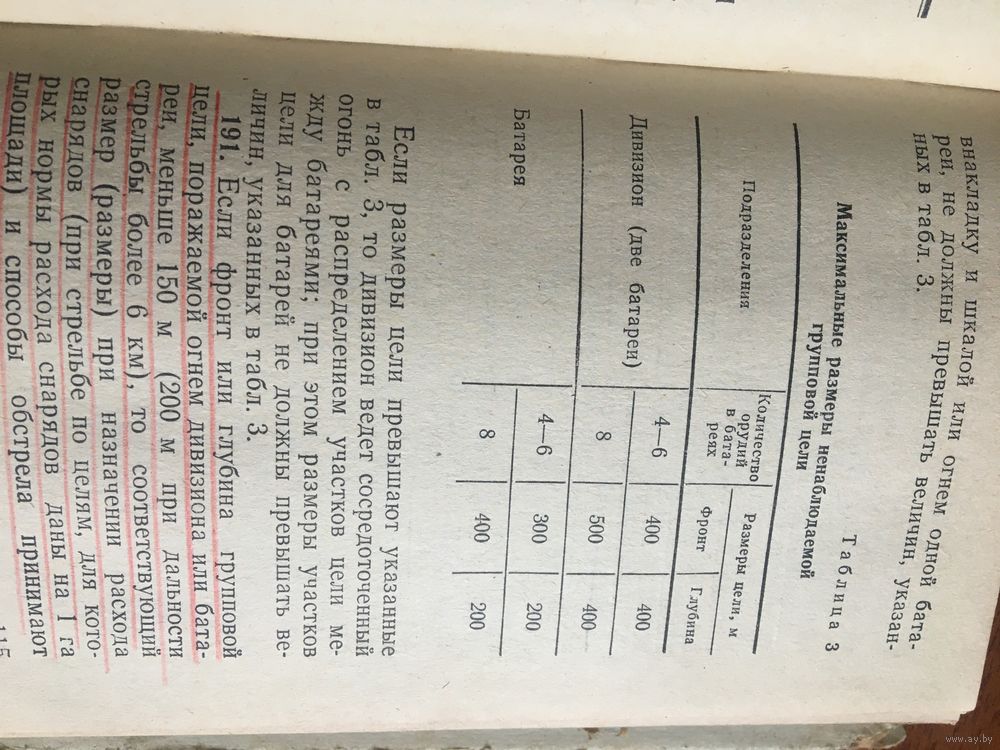 внакладку и шкалой или огнем одной бата-
реи, не должны превышать величин, указан-
ных в табл. 3.
Таблица 3
Максимальные размеры ненаблюдаемой
групповой цели
Подразделения
Количество
орудий
в бата-
реях
Размеры цели, м
Фронт
Глубина
Дивизион (две батареи)
4—6
400
400
8
500
400
Батарея
4—6
300
200
8
400
200
Если размеры цели превышают указанные
в табл. 3, то дивизион ведет сосредоточенный
огонь с распределением участков цели ме-
жду батареями; при этом размеры участков
цели для батарей не должны превышать ве-
личин, указанных в табл. 3.
191. Если фронт или глубина групповой
цели, поражаемой огнем дивизиона или бата-
реи, меньше 150 м (200 м при дальности
стрельбы более 6 км), то соответствующий
размер (размеры) при назначении расхода
снарядов (при стрельбе по целям, для кото-
рых нормы расхода снарядов даны на 1 га
площади) и способы обстрела принимают
115
www.ay.by